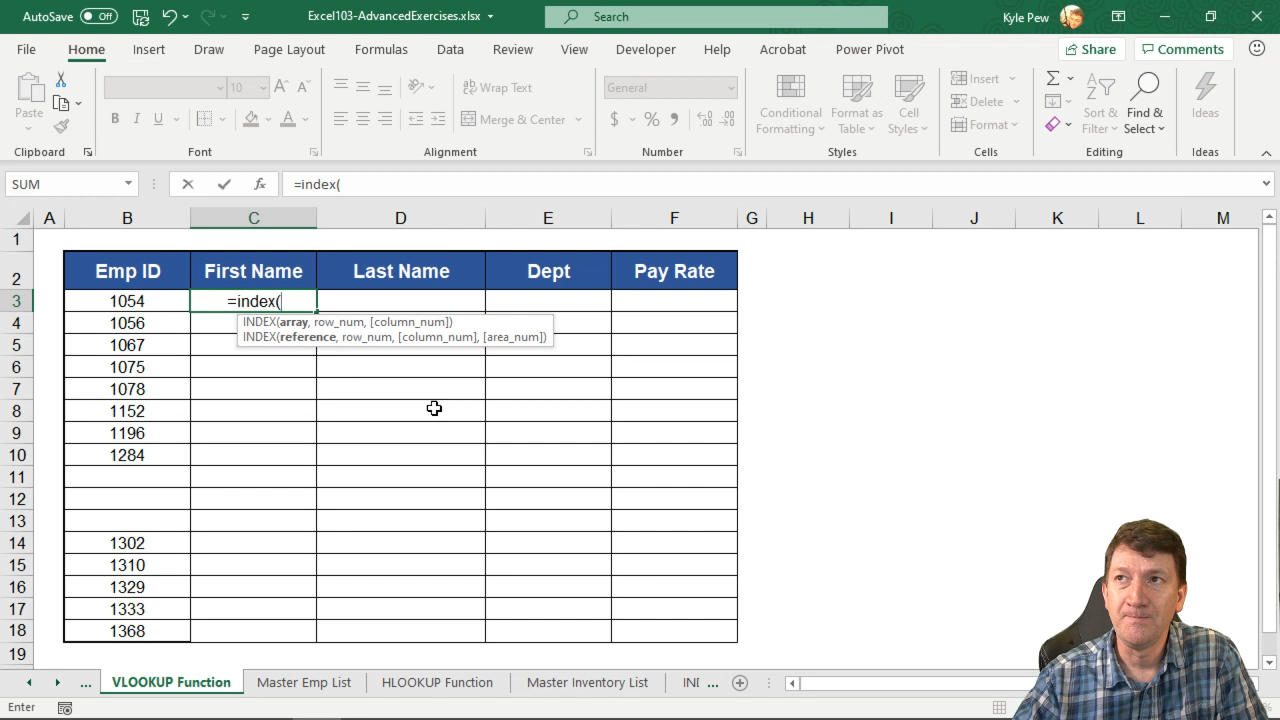 AutoSave Off Excel103-AdvancedExercises.xlsx Search Kyle Pew
File Home Insert Draw Page Layout Formulas Data Review View Developer Help Acrobat Power Pivot Share Comments
Paste
10
A A
B I U
Wrap Text
Merge & Center
General
$ % ,
Conditional Formatting
Format as Table
Cell Styles
Insert
Delete
Format
Sort & Filter
Find & Select
Ideas
Clipboard Font Alignment Number Styles Cells Editing Ideas
SUM fx =index(
A B C D E F G H I J K L M
1
2 Emp ID First Name Last Name Dept Pay Rate
3 1054 =index(
INDEX(array, row_num, [column_num])
4 1056
INDEX(reference, row_num, [column_num], [area_num])
5 1067
6 1075
7 1078
8 1152
9 1196
10 1284
11
12
13
14 1302
15 1310
16 1329
17 1333
18 1368
19
... VLOOKUP Function Master Emp List HLOOKUP Function Master Inventory List ...
Enter